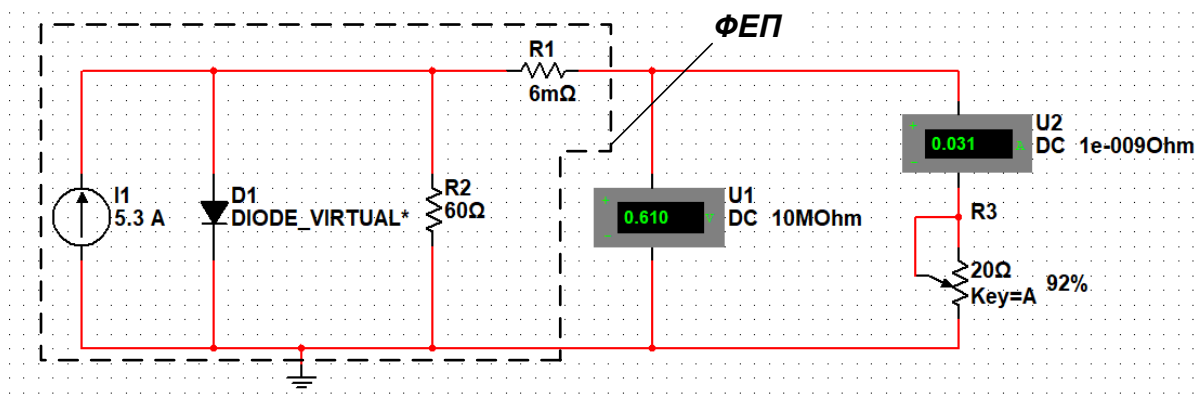 ФЕП
R1
6mΩ
I1
5.3 A
D1
DIODE_VIRTUAL*
R2
60Ω
+
0.610 V
-
U1
DC 10MOhm
+
0.031 A
-
U2
DC 1e-009Ohm
R3
20Ω
Key=A
92%